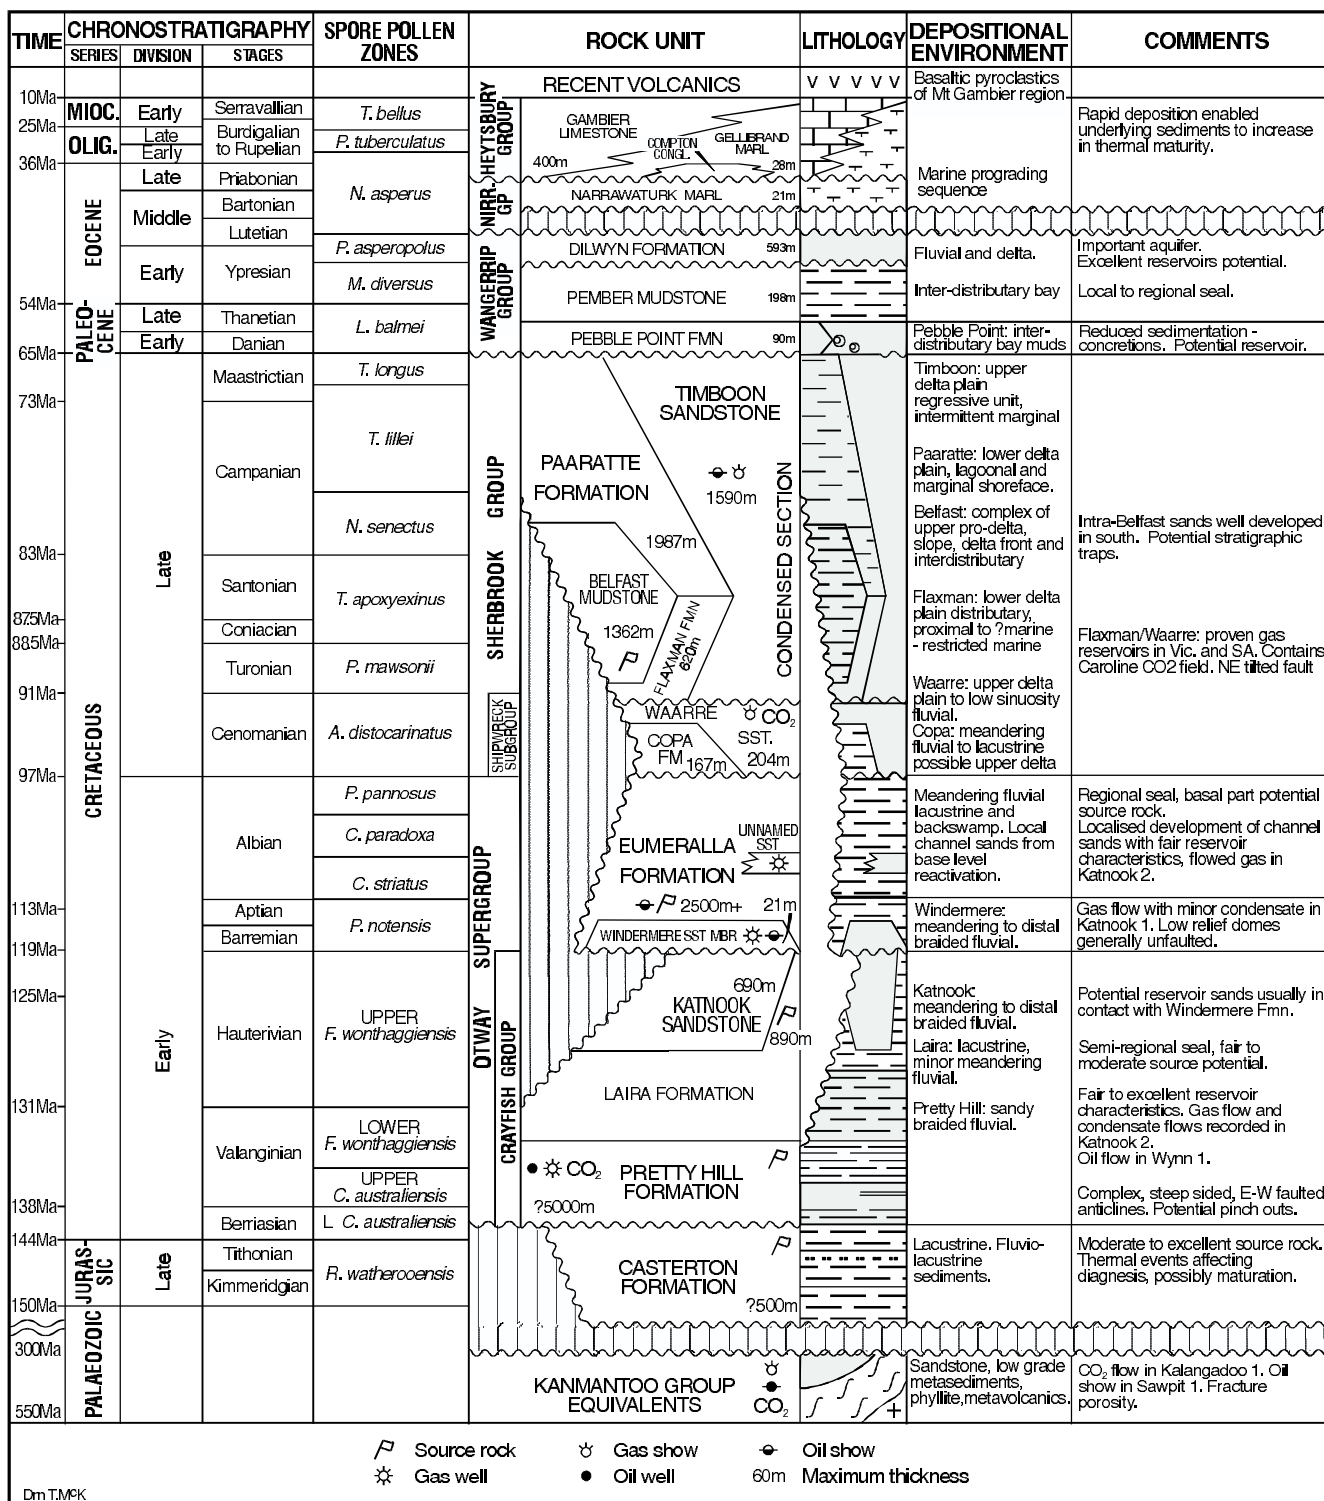 TIME
CHRONOSTRATIGRAPHY
SERIES DIVISION STAGES
SPORE POLLEN
ZONES
ROCK UNIT
LITHOLOGY
DEPOSITIONAL
ENVIRONMENT
COMMENTS
10Ma
25Ma
36Ma
54Ma
65Ma
73Ma
83Ma
87.5Ma
88.5Ma
91Ma
97Ma
113Ma
119Ma
125Ma
131Ma
138Ma
144Ma
150Ma
300Ma
550Ma
MIOC.
OLIG.
EOCENE
PALEO-
CENE
CRETACEOUS
JURAS-
SIC
PALAEOZOIC
Early
Late
Early
Late
Middle
Early
Late
Early
Late
Early
Late
Serravallian
Burdigalian
to Rupelian
Priabonian
Bartonian
Lutetian
Ypresian
Thanetian
Danian
Maastrictian
Campanian
Santonian
Coniacian
Turonian
Cenomanian
Albian
Aptian
Barremian
Hauterivian
Valanginian
Berriasian
Tithonian
Kimmeridgian
T. bellus
P. tuberculatus
N. asperus
P. asperopolus
M. diversus
L. balmei
T. longus
T. lillei
N. senectus
T. apoxyexinus
P. mawsonii
A. distocarinatus
P. pannosus
C. paradoxa
C. striatus
P. notensis
UPPER
F. wonthaggiensis
LOWER
F. wonthaggiensis
UPPER
C. australiensis
L C. australiensis
R. watherooensis
HEYTSBURY
GROUP
NIRR.
GP
WANGERRIP
GROUP
SHERBROOK GROUP
SHIPWRECK
SUBGROUP
OTWAY SUPERGROUP
CRAYFISH GROUP
RECENT VOLCANICS
GAMBIER
LIMESTONE
400m
COMPTON
CONGL.
GELLIBRAND
MARL
28m
NARRAWATURK MARL 21m
DILWYN FORMATION 593m
PEMBER MUDSTONE 198m
PEBBLE POINT FMN 90m
TIMBOON
SANDSTONE
1590m
CONDENSED SECTION
PAARATTE
FORMATION
1987m
BELFAST
MUDSTONE
1362m
FLAXMAN FMN
620m
WAARRE CO2
SST.
204m
COPA
FM 167m
EUMERALLA
FORMATION
2500m+
UNNAMED
SST
21m
WINDERMERE SST MBR
690m
KATNOOK
SANDSTONE
890m
LAIRA FORMATION
CO2
PRETTY HILL
FORMATION
?5000m
CASTERTON
FORMATION
?500m
KANMANTOO GROUP
EQUIVALENTS
CO2
V V V V V
Basaltic pyroclastics
of Mt Gambier region
Marine prograding
sequence
Fluvial and delta.
Inter-distributary bay
Pebble Point: inter-
distributary bay muds
Timboon: upper
delta plain
regressive unit,
intermittent marginal
Paaratte: lower delta
plain, lagoonal and
marginal shoreface.
Belfast: complex of
upper pro-delta,
slope, delta front and
interdistributary
Flaxman: lower delta
plain distributary,
proximal to ?marine
- restricted marine
Waarre: upper delta
plain to low sinuosity
fluvial.
Copa: meandering
fluvial to lacustrine
possible upper delta
Meandering fluvial
lacustrine and
backswamp. Local
channel sands from
base level
reactivation.
Windermere:
meandering to distal
braided fluvial.
Katnook:
meandering to distal
braided fluvial.
Laira: lacustrine,
minor meandering
fluvial.
Pretty Hill: sandy
braided fluvial.
Lacustrine. Fluvio-
lacustrine
sediments.
Sandstone, low grade
metasediments,
phyllite,metavolcanics.
Rapid deposition enabled
underlying sediments to increase
in thermal maturity.
Important aquifer.
Excellent reservoirs potential.
Local to regional seal.
Reduced sedimentation -
concretions. Potential reservoir.
Intra-Belfast sands well developed
in south. Potential stratigraphic
traps.
Flaxman/Waarre: proven gas
reservoirs in Vic. and SA. Contains
Caroline CO2 field. NE tilted fault
Regional seal, basal part potential
source rock.
Localised development of channel
sands with fair reservoir
characteristics, flowed gas in
Katnook 2.
Gas flow with minor condensate in
Katnook 1. Low relief domes
generally unfaulted.
Potential reservoir sands usually in
contact with Windermere Fmn.
Semi-regional seal, fair to
moderate source potential.
Fair to excellent reservoir
characteristics. Gas flow and
condensate flows recorded in
Katnook 2.
Oil flow in Wynn 1.
Complex, steep sided, E-W faulted
anticlines. Potential pinch outs.
Moderate to excellent source rock.
Thermal events affecting
diagnosis, possibly maturation.
CO2 flow in Kalangadoo 1. Oil
show in Sawpit 1. Fracture
porosity.
Source rock Gas show Oil show
Gas well Oil well 60m Maximum thickness
Drn T.McK